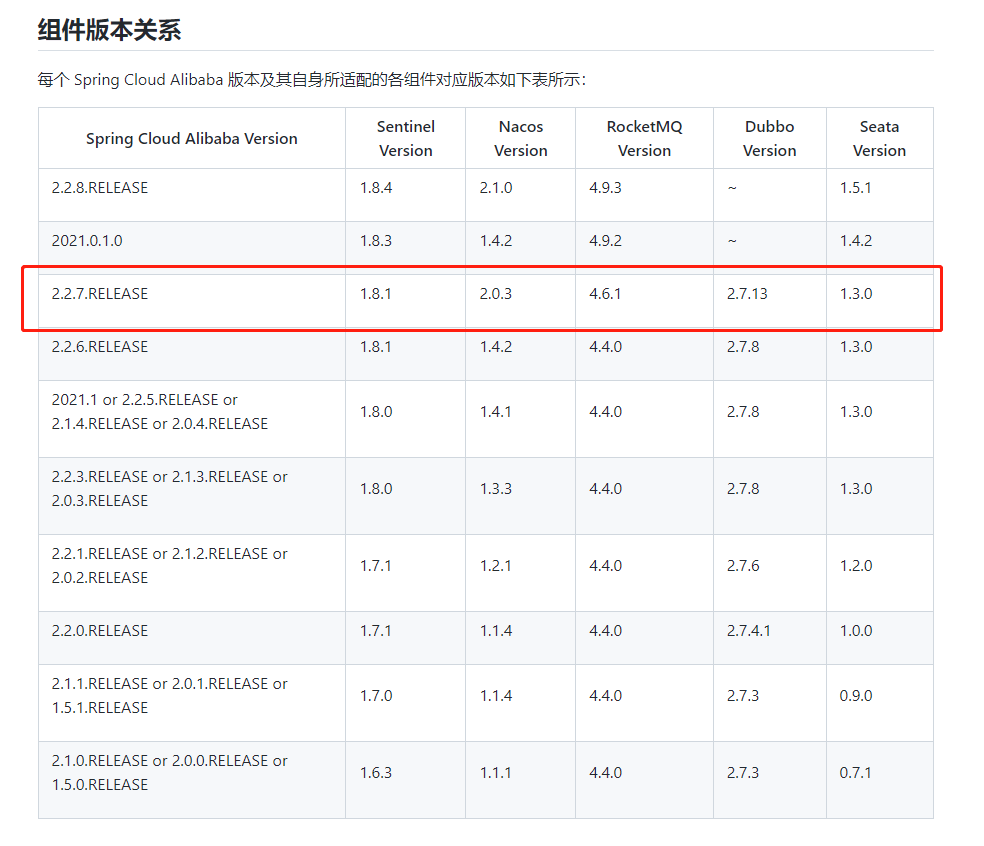 组件版本关系
每个 Spring Cloud Alibaba 版本及其自身所适配的各组件对应版本如下表所示：
Spring Cloud Alibaba Version Sentinel Version Nacos Version RocketMQ Version Dubbo Version Seata Version
2.2.8.RELEASE 1.8.4 2.1.0 4.9.3 ~ 1.5.1
2021.0.1.0 1.8.3 1.4.2 4.9.2 ~ 1.4.2
2.2.7.RELEASE 1.8.1 2.0.3 4.6.1 2.7.13 1.3.0
2.2.6.RELEASE 1.8.1 1.4.2 4.4.0 2.7.8 1.3.0
2021.1 or 2.2.5.RELEASE or
2.1.4.RELEASE or 2.0.4.RELEASE 1.8.0 1.4.1 4.4.0 2.7.8 1.3.0
2.2.3.RELEASE or 2.1.3.RELEASE or
2.0.3.RELEASE 1.8.0 1.3.3 4.4.0 2.7.8 1.3.0
2.2.1.RELEASE or 2.1.2.RELEASE or
2.0.2.RELEASE 1.7.1 1.2.1 4.4.0 2.7.6 1.2.0
2.2.0.RELEASE 1.7.1 1.1.4 4.4.0 2.7.4.1 1.0.0
2.1.1.RELEASE or 2.0.1.RELEASE or
1.5.1.RELEASE 1.7.0 1.1.4 4.4.0 2.7.3 0.9.0
2.1.0.RELEASE or 2.0.0.RELEASE or
1.5.0.RELEASE 1.6.3 1.1.1 4.4.0 2.7.3 0.7.1